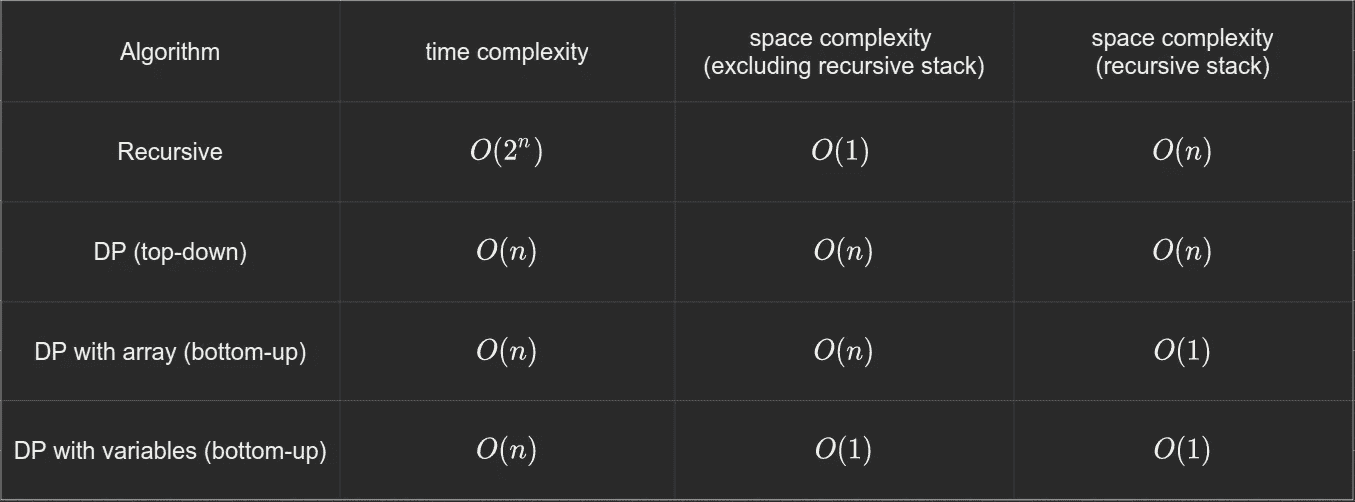 Algorithm
time complexity
space complexity
(excluding recursive stack)
space complexity
(recursive stack)
Recursive
O(2ⁿ)
O(1)
O(n)
DP (top-down)
O(n)
O(n)
O(n)
DP with array (bottom-up)
O(n)
O(n)
O(1)
DP with variables (bottom-up)
O(n)
O(1)
O(1)